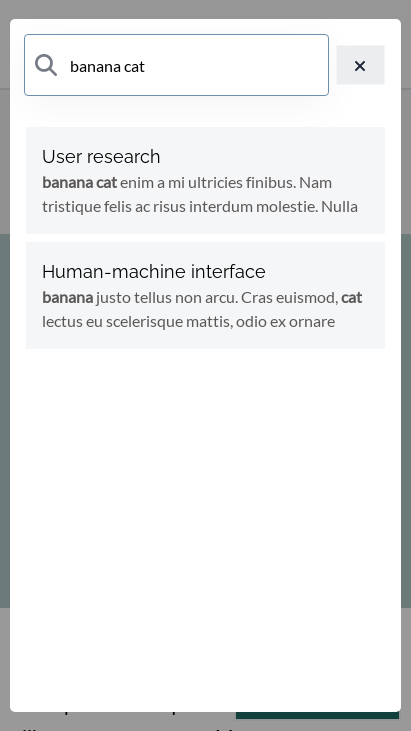 banana cat
User research
banana cat enim a mi ultricies finibus. Nam
tristique felis ac risus interdum molestie. Nulla
Human-machine interface
banana justo tellus non arcu. Cras euismod, cat
lectus eu scelerisque mattis, odio ex ornare